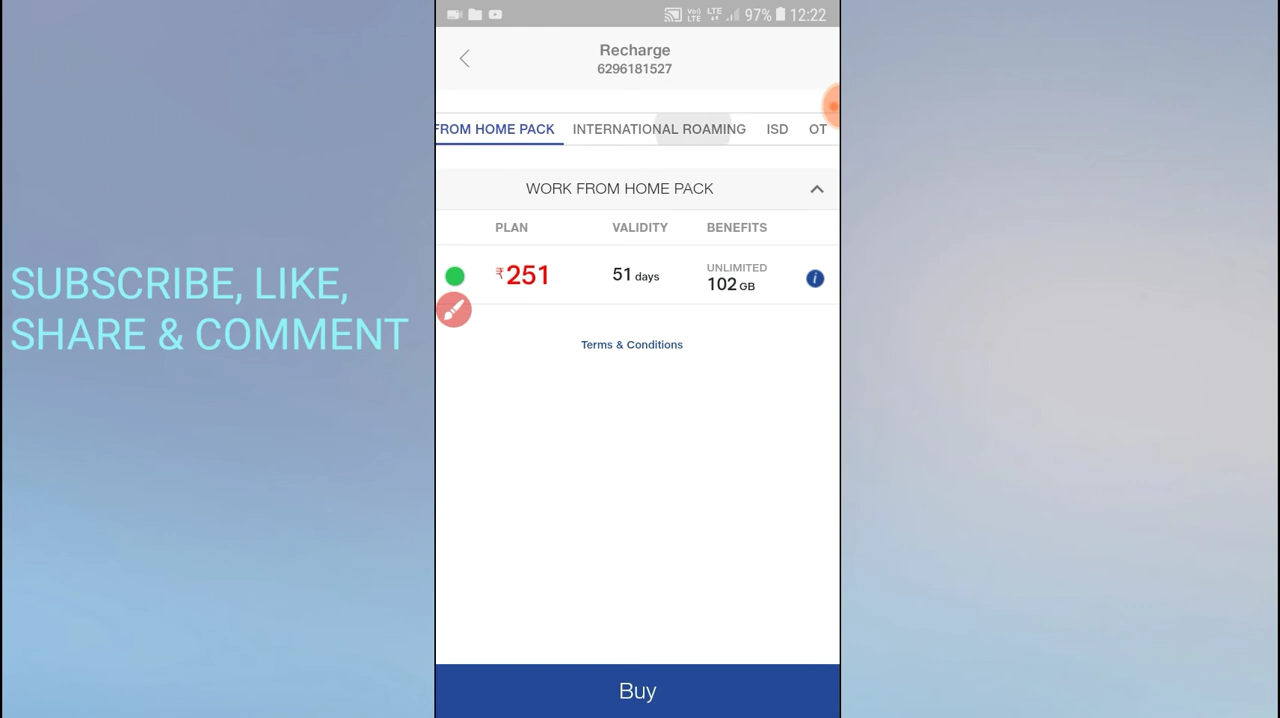 97% 12:22
Recharge
6296181527
FROM HOME PACK INTERNATIONAL ROAMING ISD OT
WORK FROM HOME PACK
PLAN VALIDITY BENEFITS
₹251 51 days UNLIMITED
102 GB
i
Terms & Conditions
Buy
SUBSCRIBE, LIKE,
SHARE & COMMENT